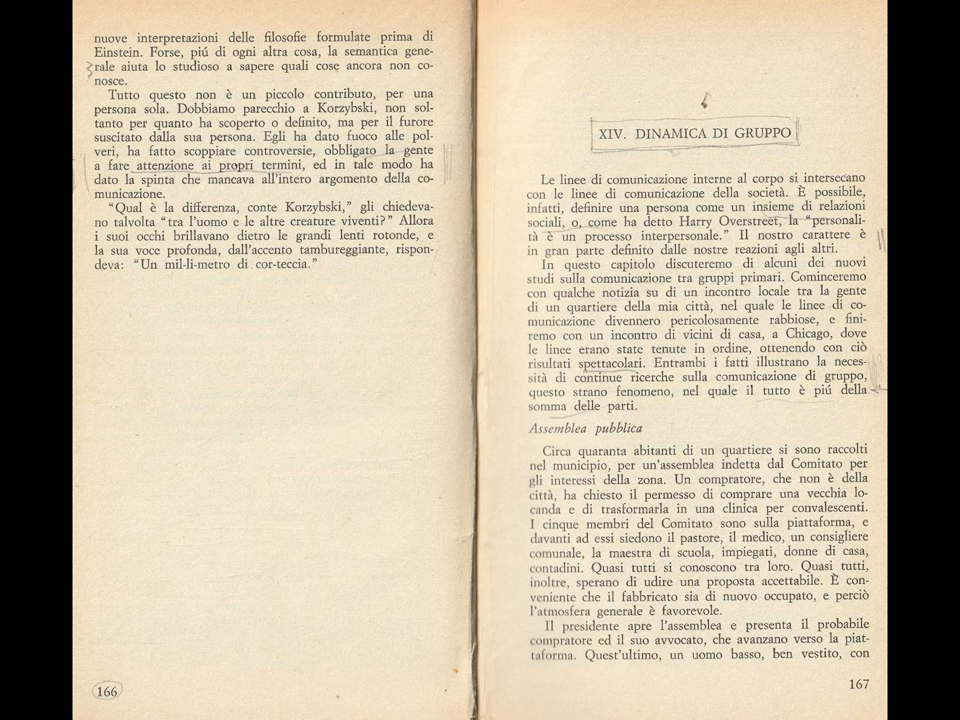 nuove interpretazioni delle filosofie formulate prima di
Einstein. Forse, piú di ogni altra cosa, la semantica gene-
rale aiuta lo studioso a sapere quali cose ancora non co-
nosce.
Tutto questo non è un piccolo contributo, per una
persona sola. Dobbiamo parecchio a Korzybski, non sol-
tanto per quanto ha scoperto o definito, ma per il furore
suscitato dalla sua persona. Egli ha dato fuoco alle pol-
veri, ha fatto scoppiare controversie, obbligato la gente
a fare attenzione ai propri termini, ed in tale modo ha
dato la spinta che mancava all'intero argomento della co-
municazione.
"Qual è la differenza, conte Korzybski," gli chiedeva-
no talvolta "tra l'uomo e le altre creature viventi?" Allora
i suoi occhi brillavano dietro le grandi lenti rotonde, e
la sua voce profonda, dall'accento tambureggiante, rispon-
deva: "Un mil-li-metro di cor-teccia."
166
XIV. DINAMICA DI GRUPPO
Le linee di comunicazione interne al corpo si intersecano
con le linee di comunicazione della società. È possibile,
infatti, definire una persona come un insieme di relazioni
sociali, o, come ha detto Harry Overstreet, la "personali-
tà è un processo interpersonale." Il nostro carattere è
in gran parte definito dalle nostre reazioni agli altri.
In questo capitolo discuteremo di alcuni dei nuovi
studi sulla comunicazione tra gruppi primari. Cominceremo
con qualche notizia su di un incontro locale tra la gente
di un quartiere della mia città, nel quale le linee di co-
municazione divennero pericolosamente rabbiose, e fini-
remo con un incontro di vicini di casa, a Chicago, dove
le linee erano state tenute in ordine, ottenendo con ciò
risultati spettacolari. Entrambi i fatti illustrano la neces-
sità di continue ricerche sulla comunicazione di gruppo,
questo strano fenomeno, nel quale il tutto è piú della
somma delle parti.
Assemblea pubblica
Circa quaranta abitanti di un quartiere si sono raccolti
nel municipio, per un'assemblea indetta dal Comitato per
gli interessi della zona. Un compratore, che non è della
città, ha chiesto il permesso di comprare una vecchia lo-
canda e di trasformarla in una clinica per convalescenti.
I cinque membri del Comitato sono sulla piattaforma, e
davanti ad essi siedono il pastore, il medico, un consigliere
comunale, la maestra di scuola, impiegati, donne di casa,
contadini. Quasi tutti si conoscono tra loro. Quasi tutti,
inoltre, sperano di udire una proposta accettabile. È con-
veniente che il fabbricato sia di nuovo occupato, e perciò
l'atmosfera generale è favorevole.
Il presidente apre l'assemblea e presenta il probabile
compratore ed il suo avvocato, che avanzano verso la piat-
taforma. Quest'ultimo, un uomo basso, ben vestito, con
167